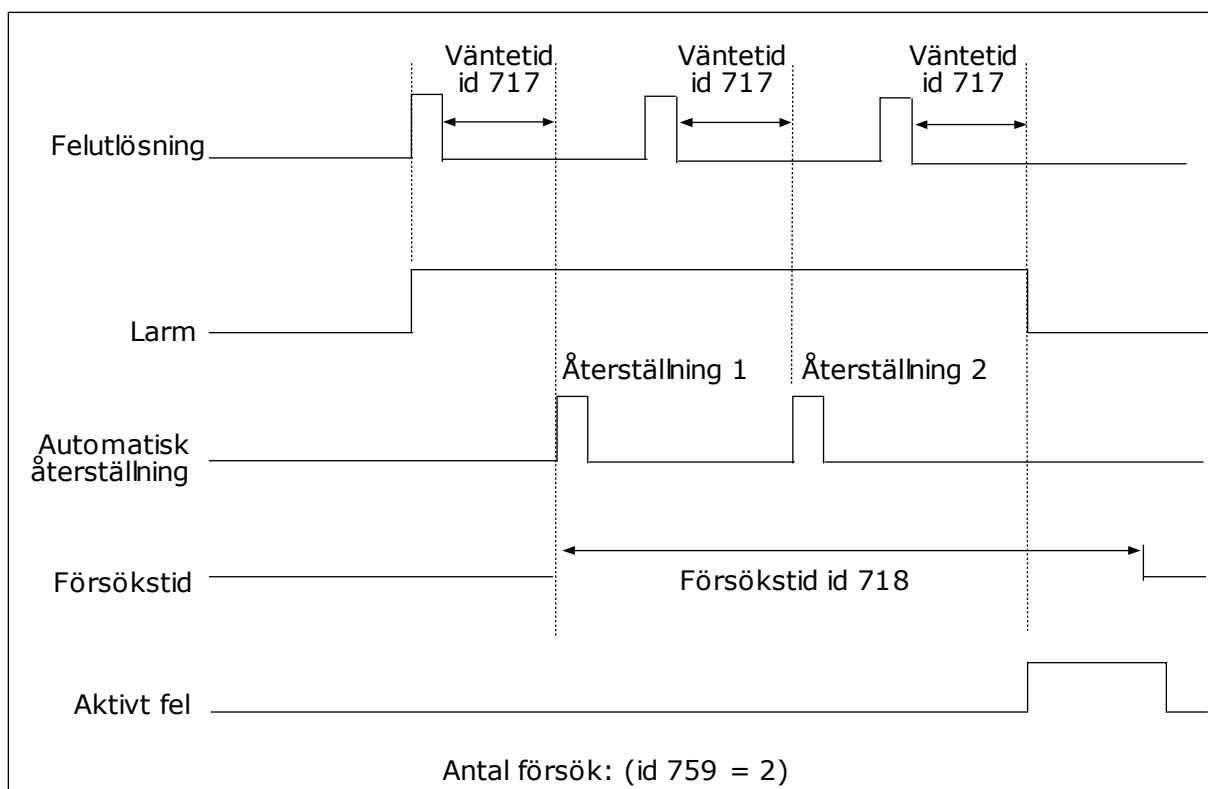 Väntetid
id 717
Väntetid
id 717
Väntetid
id 717
Felutlösning
Larm
Återställning 1
Återställning 2
Automatisk
återställning
Försökstid
Försökstid id 718
Aktivt fel
Antal försök: (id 759 = 2)